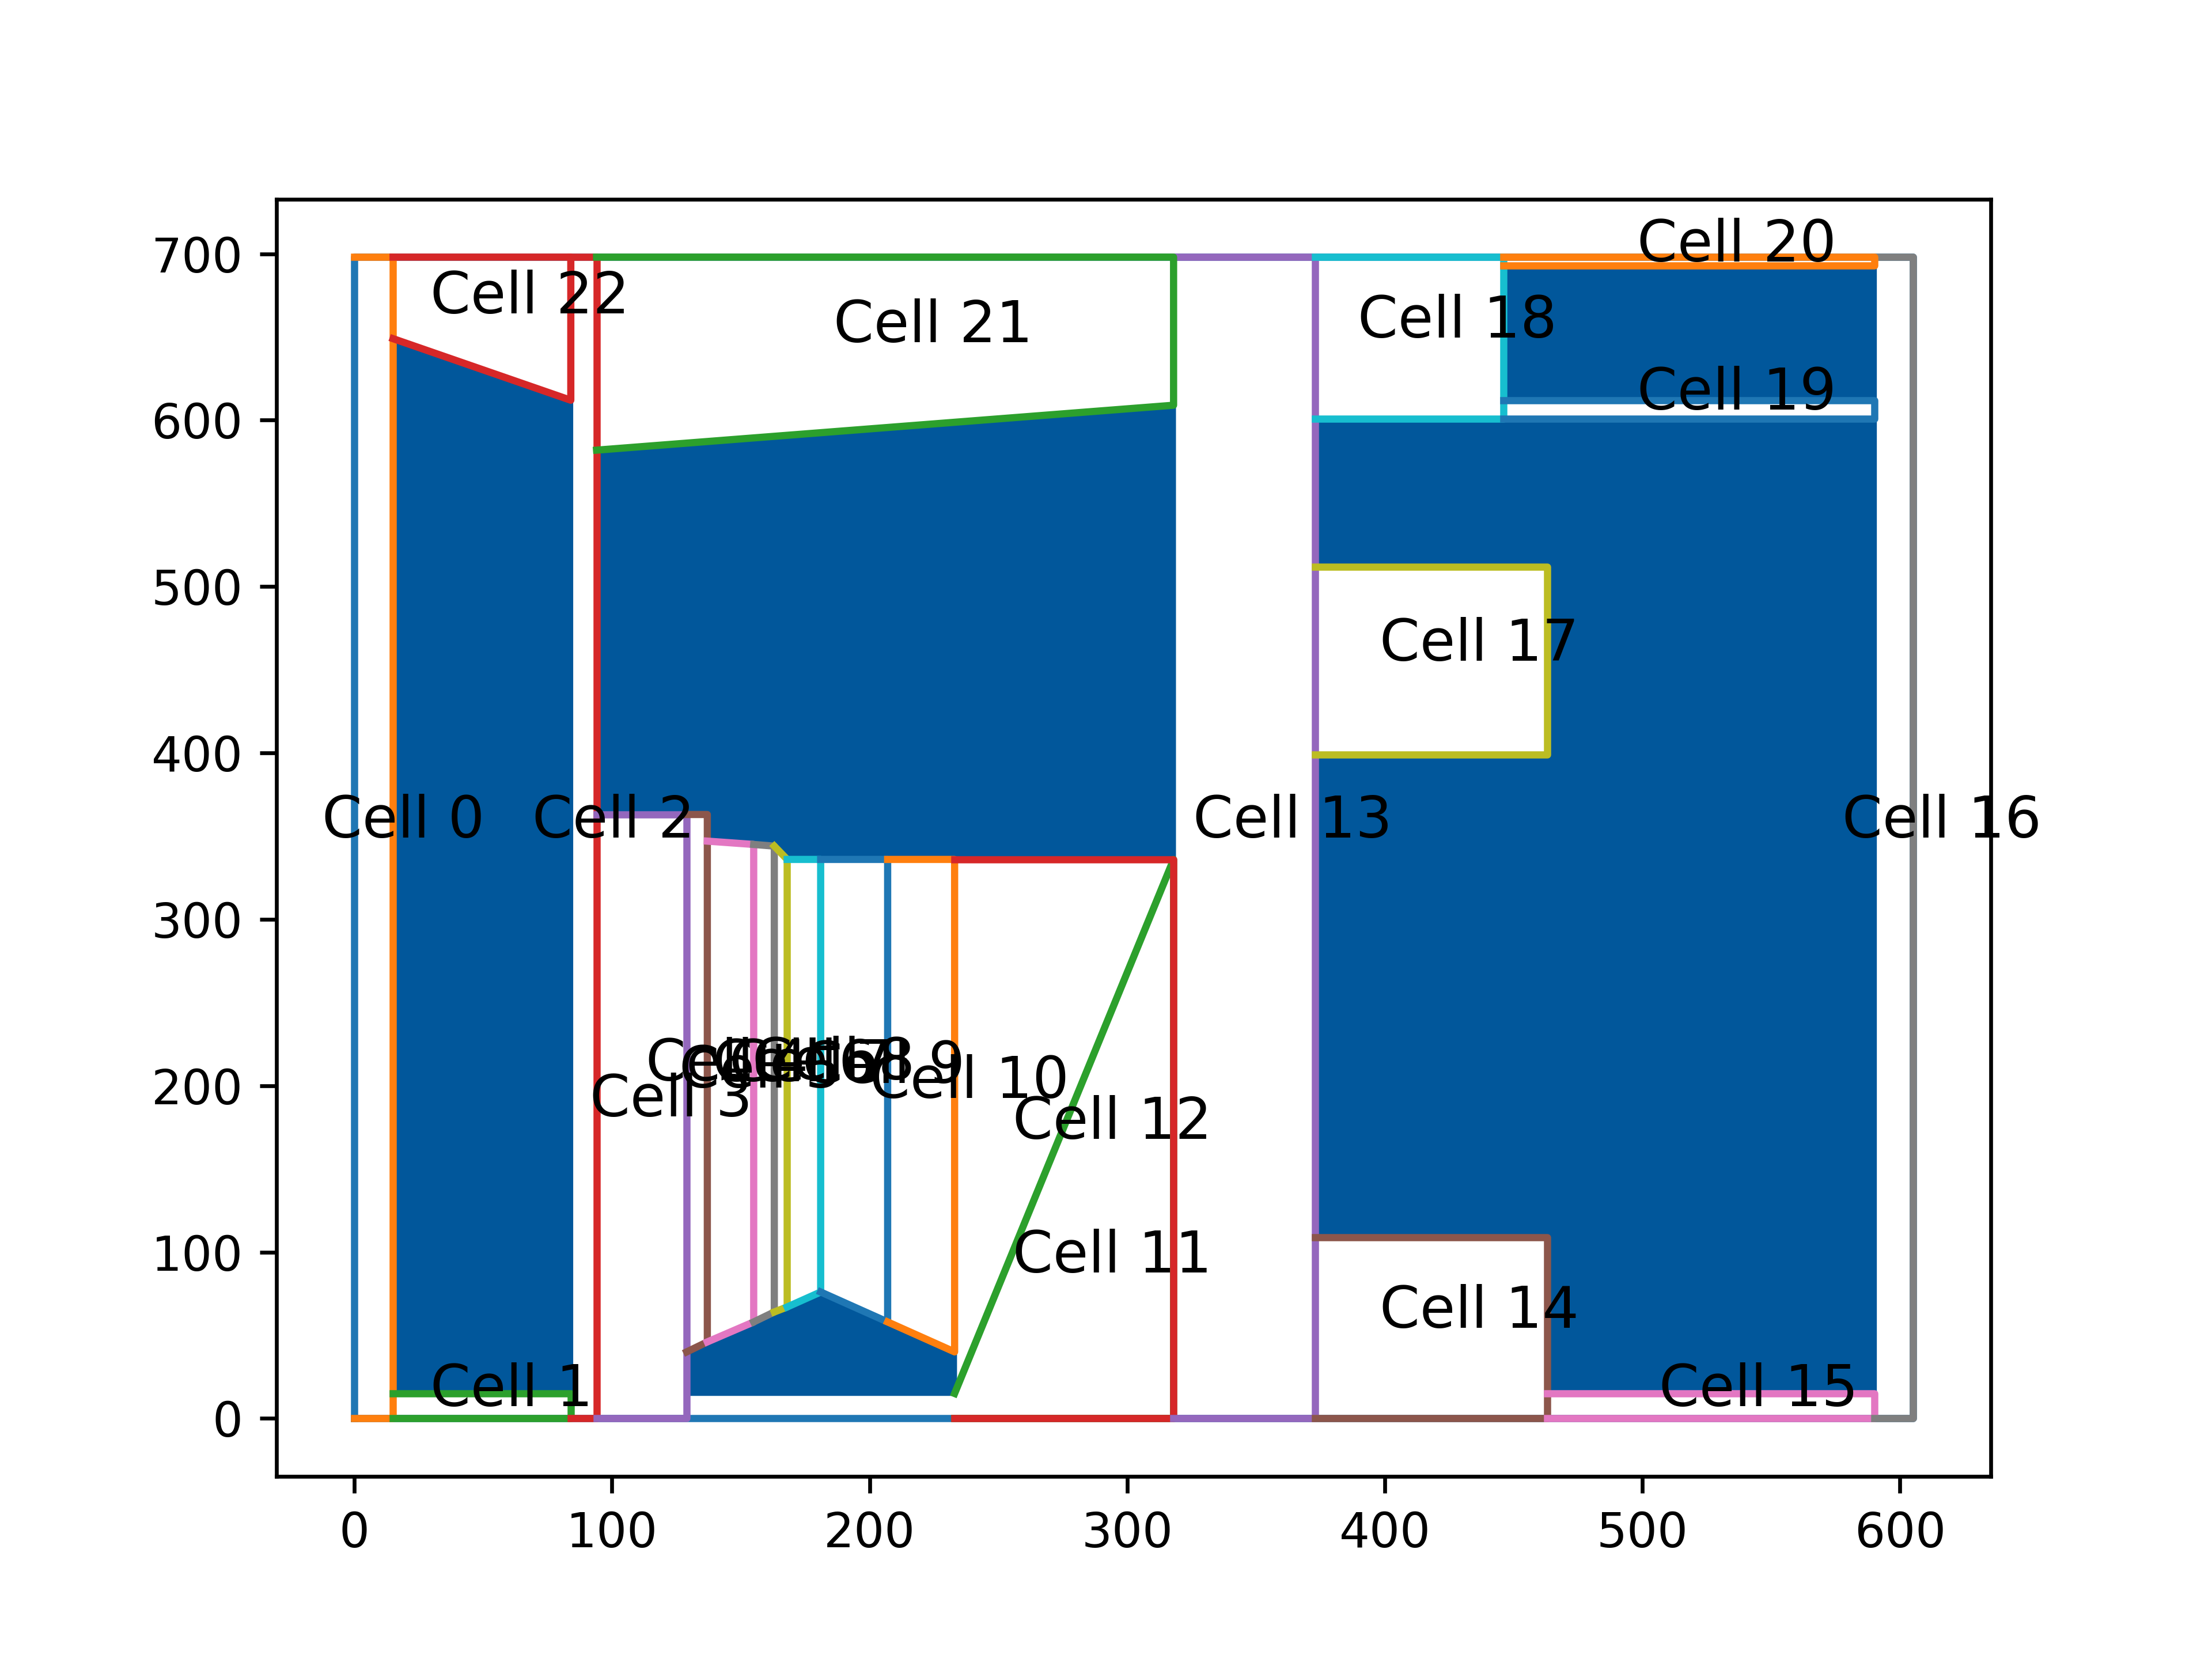 Cell 20
700
Cell 22
Cell 21
Cell 18
Cell 19
600
500
Cell 17
400
Cell 0
Cell 2
Cell 13
Cell 16
300
200
Cell 3
Cell 10
Cell 12
Cell 11
100
Cell 14
Cell 1
Cell 15
0
0 100 200 300 400 500 600